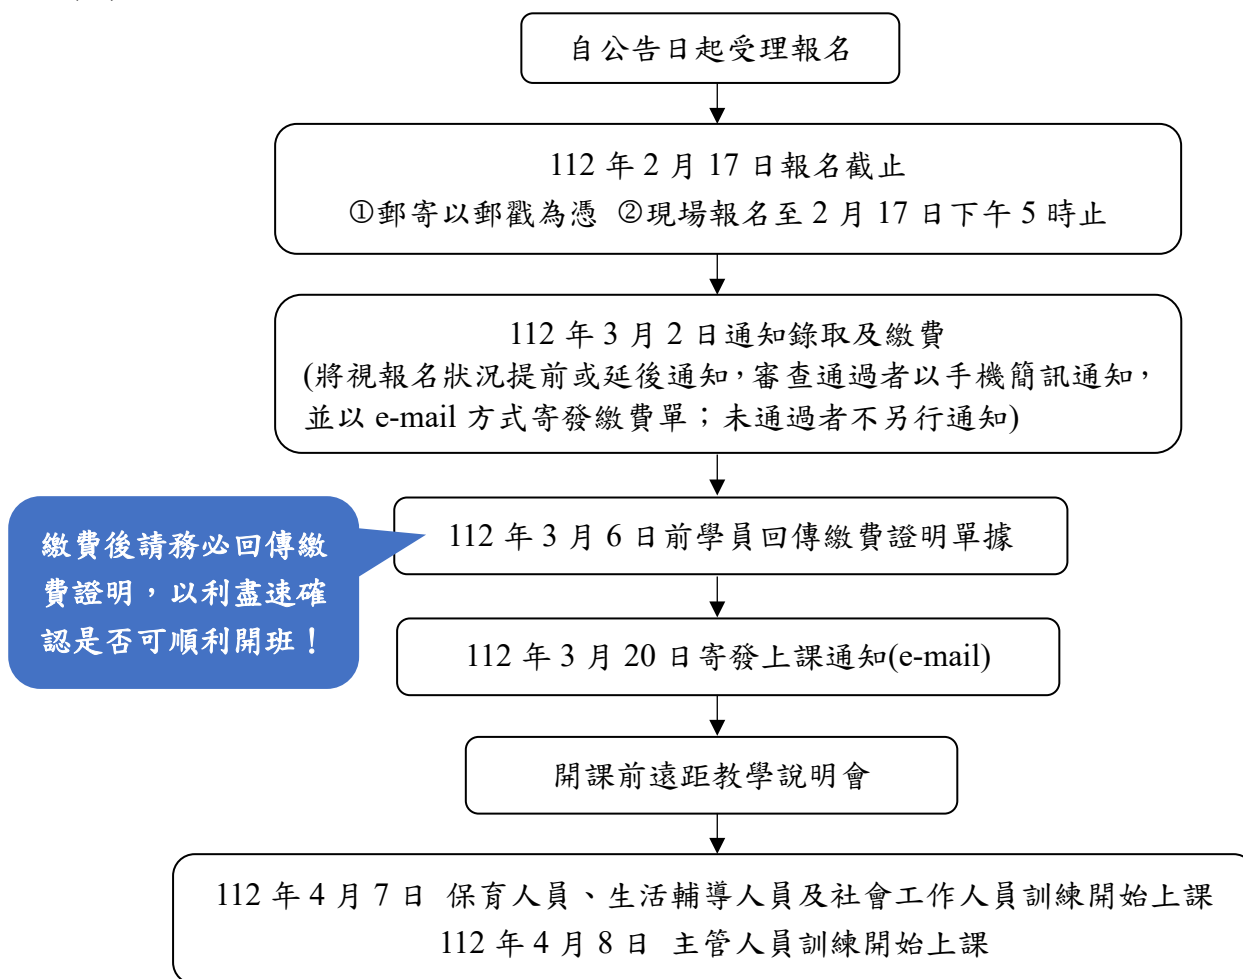 自公告日起受理報名
112 年 2 月 17 日報名截止
①郵寄以郵戳為憑 ②現場報名至 2 月 17 日下午 5 時止
112 年 3 月 2 日通知錄取及繳費
(將視報名狀況提前或延後通知，審查通過者以手機簡訊通知，
並以 e-mail 方式寄發繳費單；未通過者不另行通知)
繳費後請務必回傳繳
費證明，以利盡速確
認是否可順利開班！
112 年 3 月 6 日前學員回傳繳費證明單據
112 年 3 月 20 日寄發上課通知(e-mail)
開課前遠距教學說明會
112 年 4 月 7 日 保育人員、生活輔導人員及社會工作人員訓練開始上課
112 年 4 月 8 日 主管人員訓練開始上課